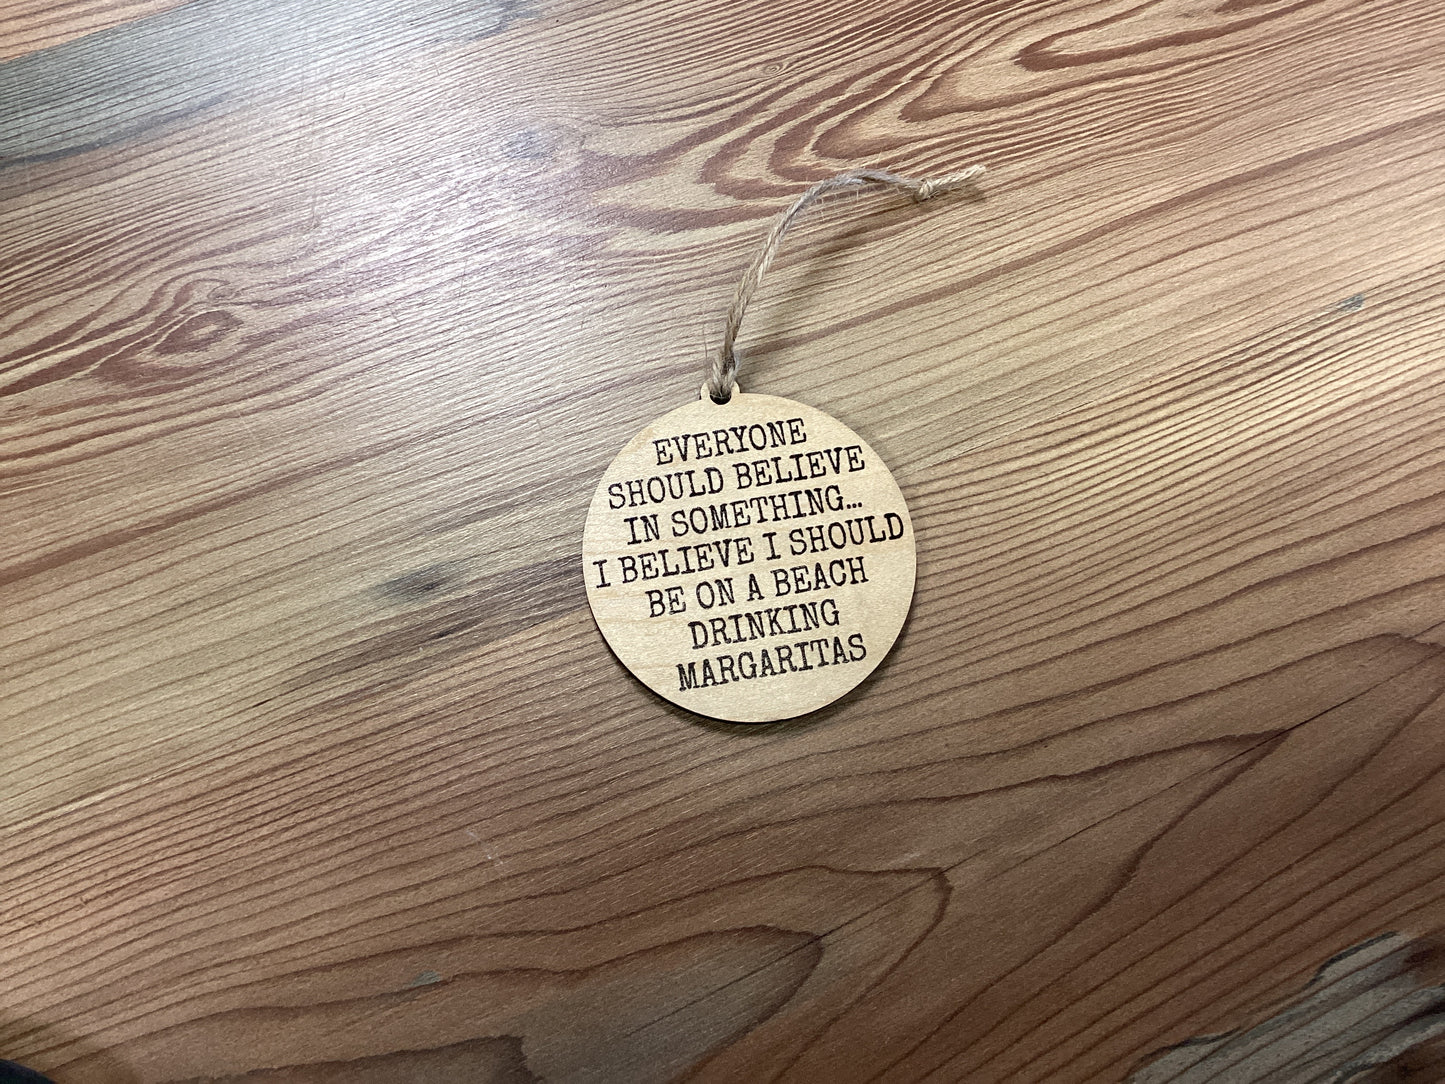 EVERYONE
SHOULD BELIEVE
IN SOMETHING...
I BELIEVE I SHOULD
BE ON A BEACH
DRINKING
MARGARITAS